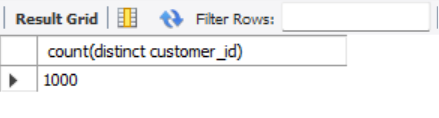 Result Grid Filter Rows:
count(distinct customer_id)
1000